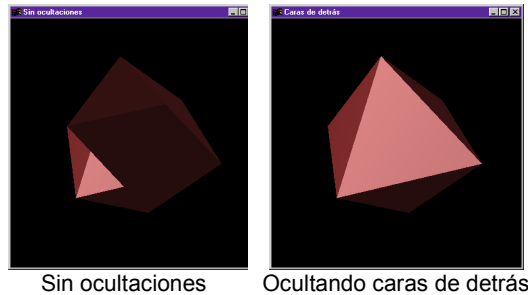 Sin ocultaciones
Caras de detrás
Sin ocultaciones
Ocultando caras de detrás